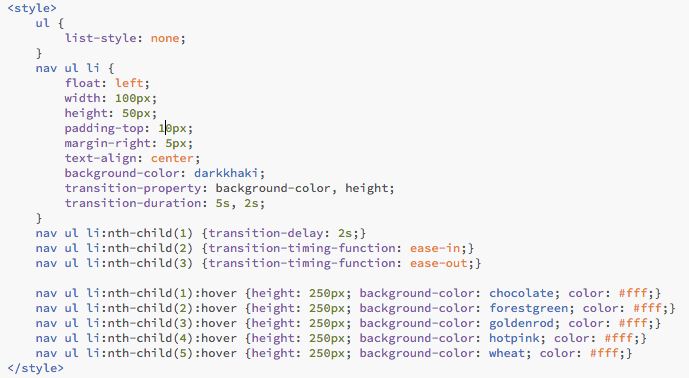 <style>
ul {
list-style: none;
}
nav ul li {
float: left;
width: 100px;
height: 50px;
padding-top: 10px;
margin-right: 5px;
text-align: center;
background-color: darkkhaki;
transition-property: background-color, height;
transition-duration: 5s, 2s;
}
nav ul li:nth-child(1) {transition-delay: 2s;}
nav ul li:nth-child(2) {transition-timing-function: ease-in;}
nav ul li:nth-child(3) {transition-timing-function: ease-out;}
nav ul li:nth-child(1):hover {height: 250px; background-color: chocolate; color: #fff;}
nav ul li:nth-child(2):hover {height: 250px; background-color: forestgreen; color: #fff;}
nav ul li:nth-child(3):hover {height: 250px; background-color: goldenrod; color: #fff;}
nav ul li:nth-child(4):hover {height: 250px; background-color: hotpink; color: #fff;}
nav ul li:nth-child(5):hover {height: 250px; background-color: wheat; color: #fff;}
</style>